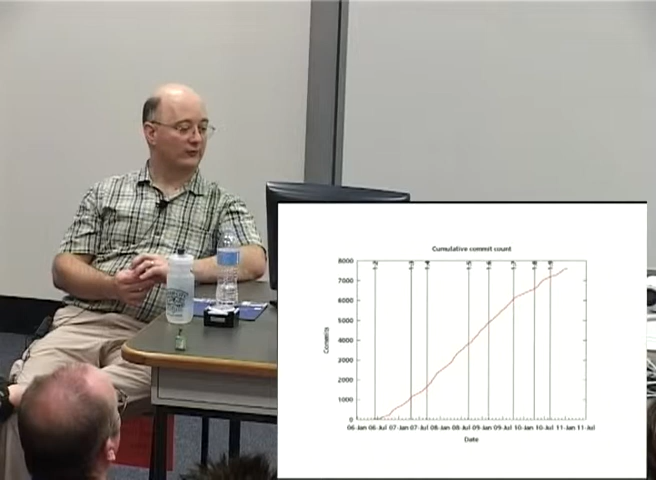 Cumulative commit count
8000
7000
6000
5000
4000
3000
2000
1000
0
Commits
06-Jan 06-Jul 07-Jan 07-Jul 08-Jan 08-Jul 09-Jan 09-Jul 10-Jan 10-Jul 11-Jan 11-Jul
Date